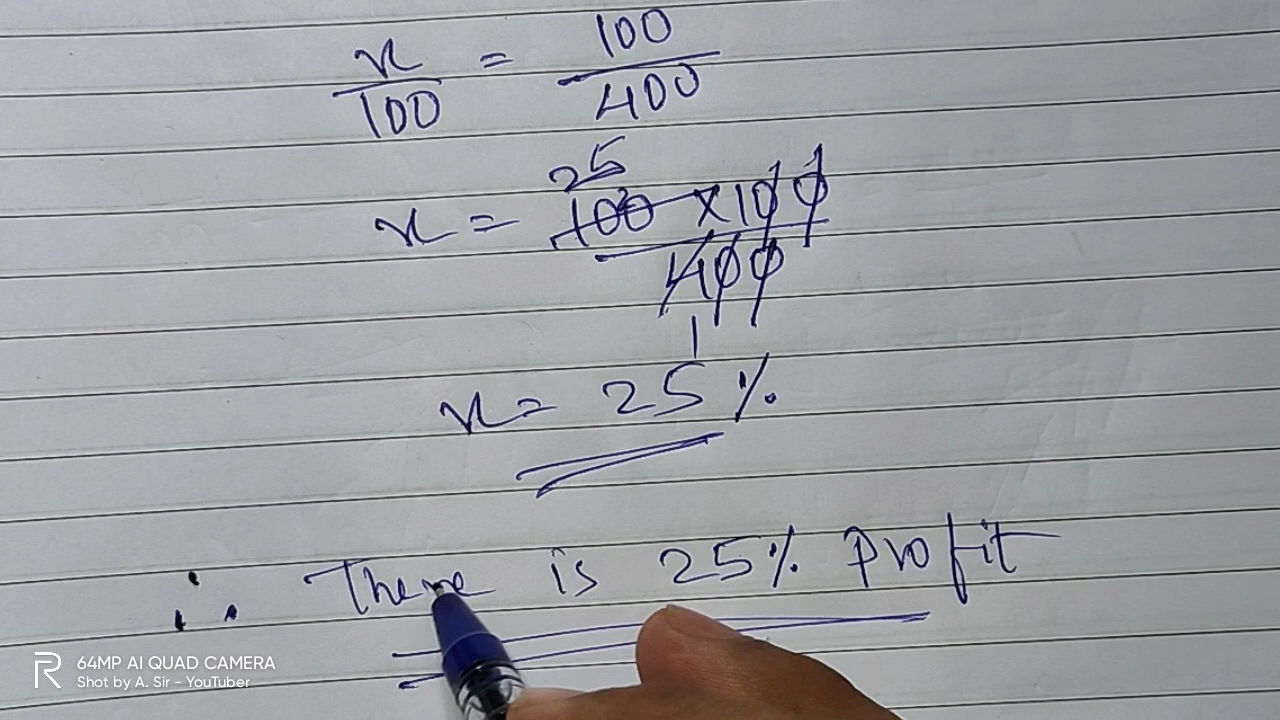 x/100 = 100/400
25
x = 100 × 100/400
1
x = 25%
∴ There is 25% Profit
R 64MP AI QUAD CAMERA
Shot by A. Sir - YouTuber